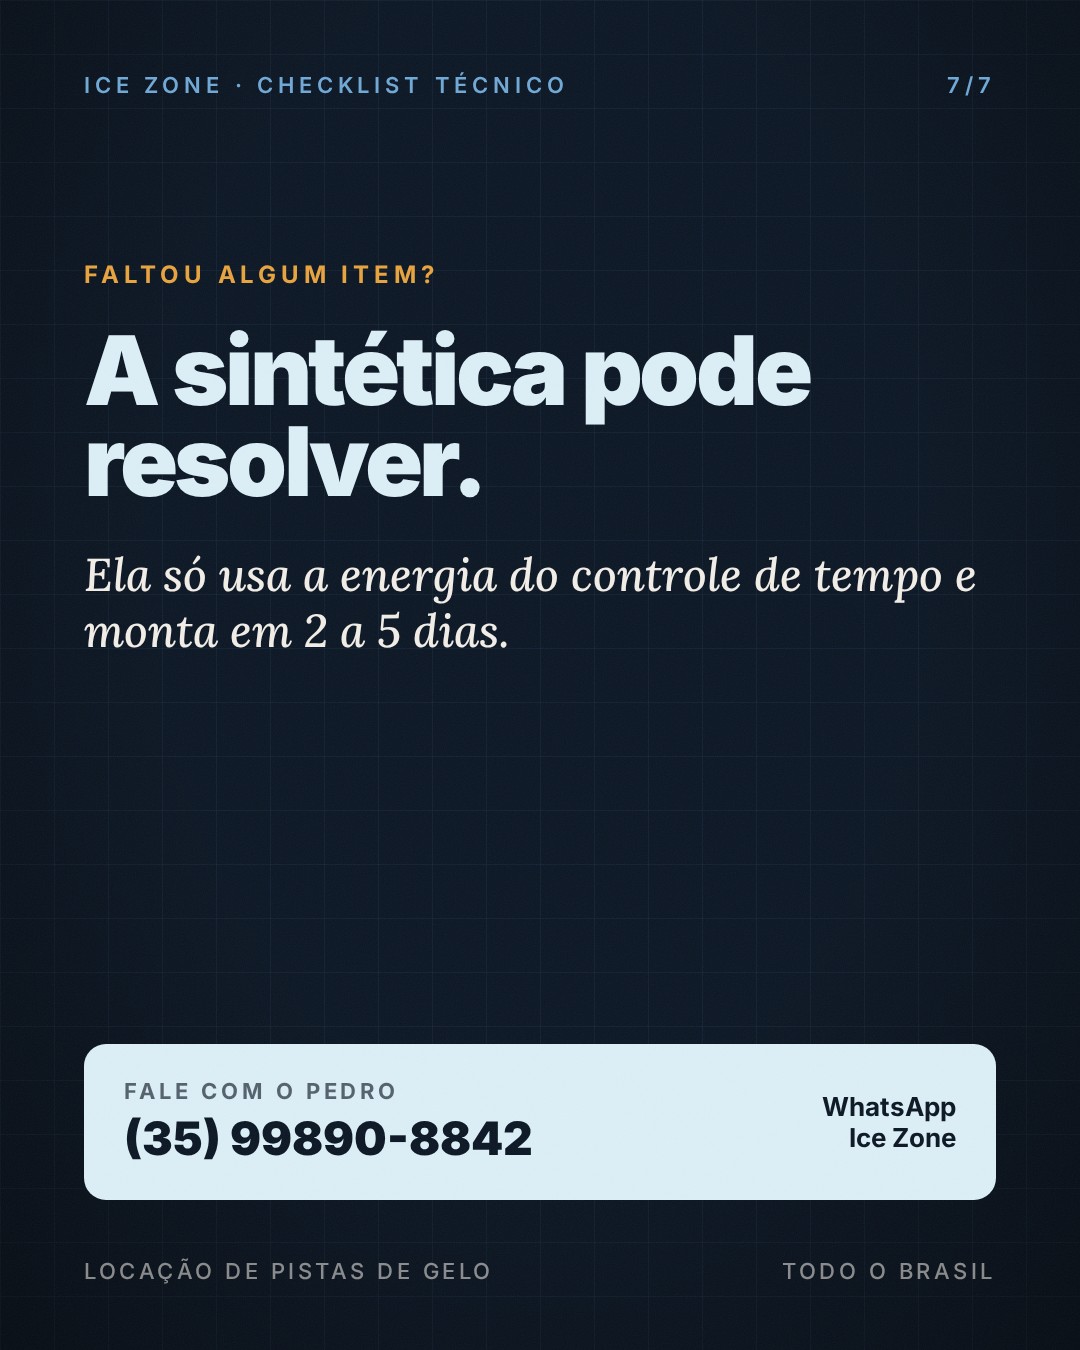 ICE ZONE · CHECKLIST TÉCNICO
7/7
FALTOU ALGUM ITEM?
A sintética pode
resolver.
Ela só usa a energia do controle de tempo e
monta em 2 a 5 dias.
FALE COM O PEDRO
(35) 99890-8842
WhatsApp
Ice Zone
LOCAÇÃO DE PISTAS DE GELO
TODO O BRASIL